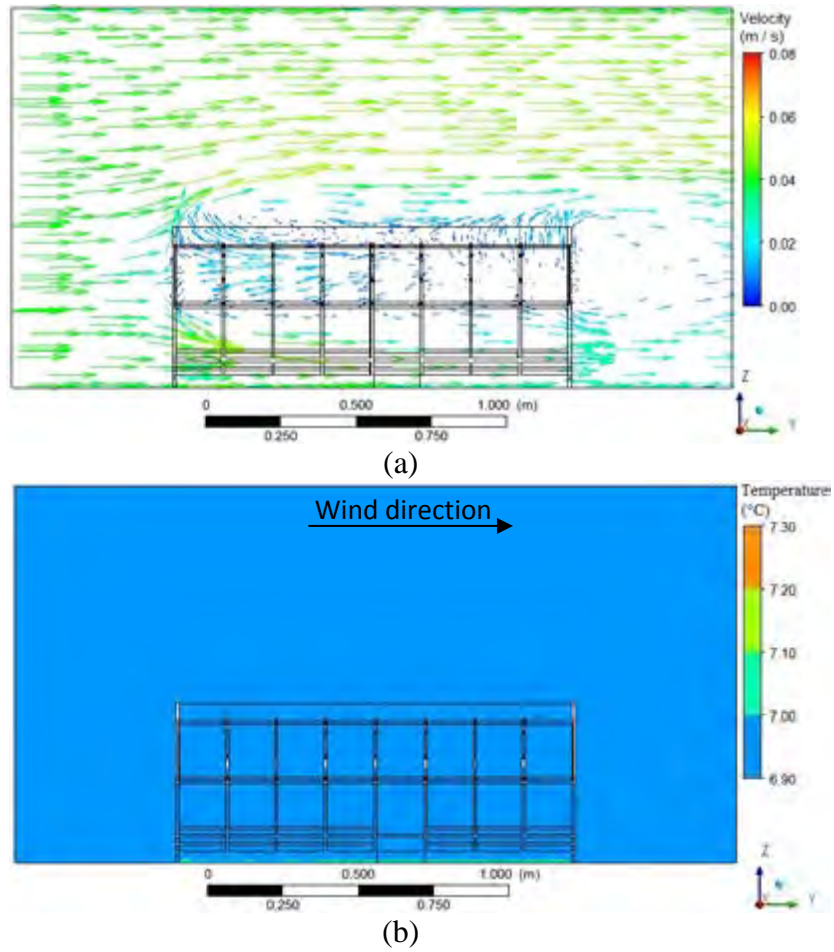 Velocity
(m / s)
0.08
0.06
0.04
0.02
0.00
0 0.500 1.000 (m)
0.250 0.750
Z
Y
(a)
Wind direction
Temperatures
(°C)
7.30
7.20
7.10
7.00
6.90
0 0.500 1.000 (m)
0.250 0.750
Z
X Y
(b)